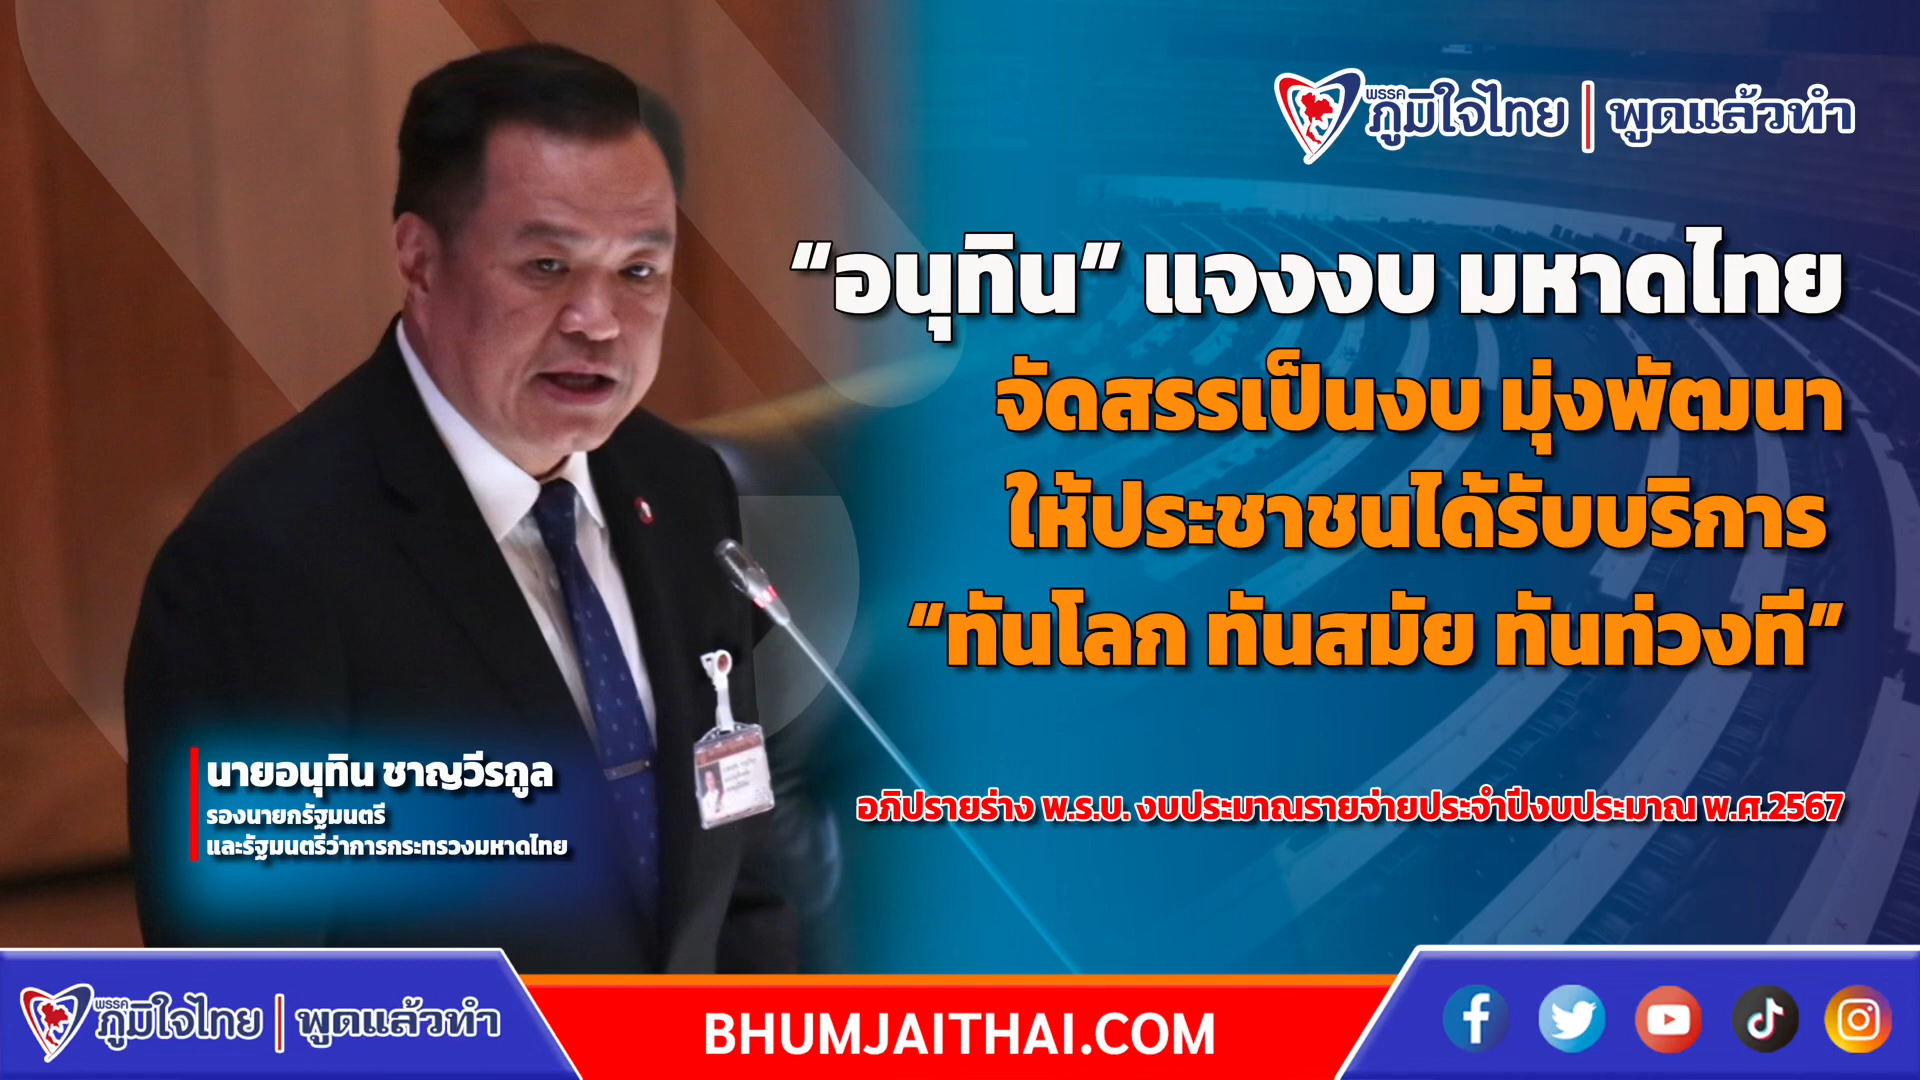 พรรค
ภูมิใจไทย | พูดแล้วทำ
“อนุทิน” แจงงบ มหาดไทย
จัดสรรเป็นงบ มุ่งพัฒนา
ให้ประชาชนได้รับบริการ
“ทันโลก ทันสมัย ทันท่วงที”
นายอนุทิน ชาญวีรกูล
รองนายกรัฐมนตรี
และรัฐมนตรีว่าการกระทรวงมหาดไทย
อภิปรายร่าง พ.ร.บ. งบประมาณรายจ่ายประจำปีงบประมาณ พ.ศ.2567
พรรค
ภูมิใจไทย | พูดแล้วทำ
BHUMJAITHAI.COM